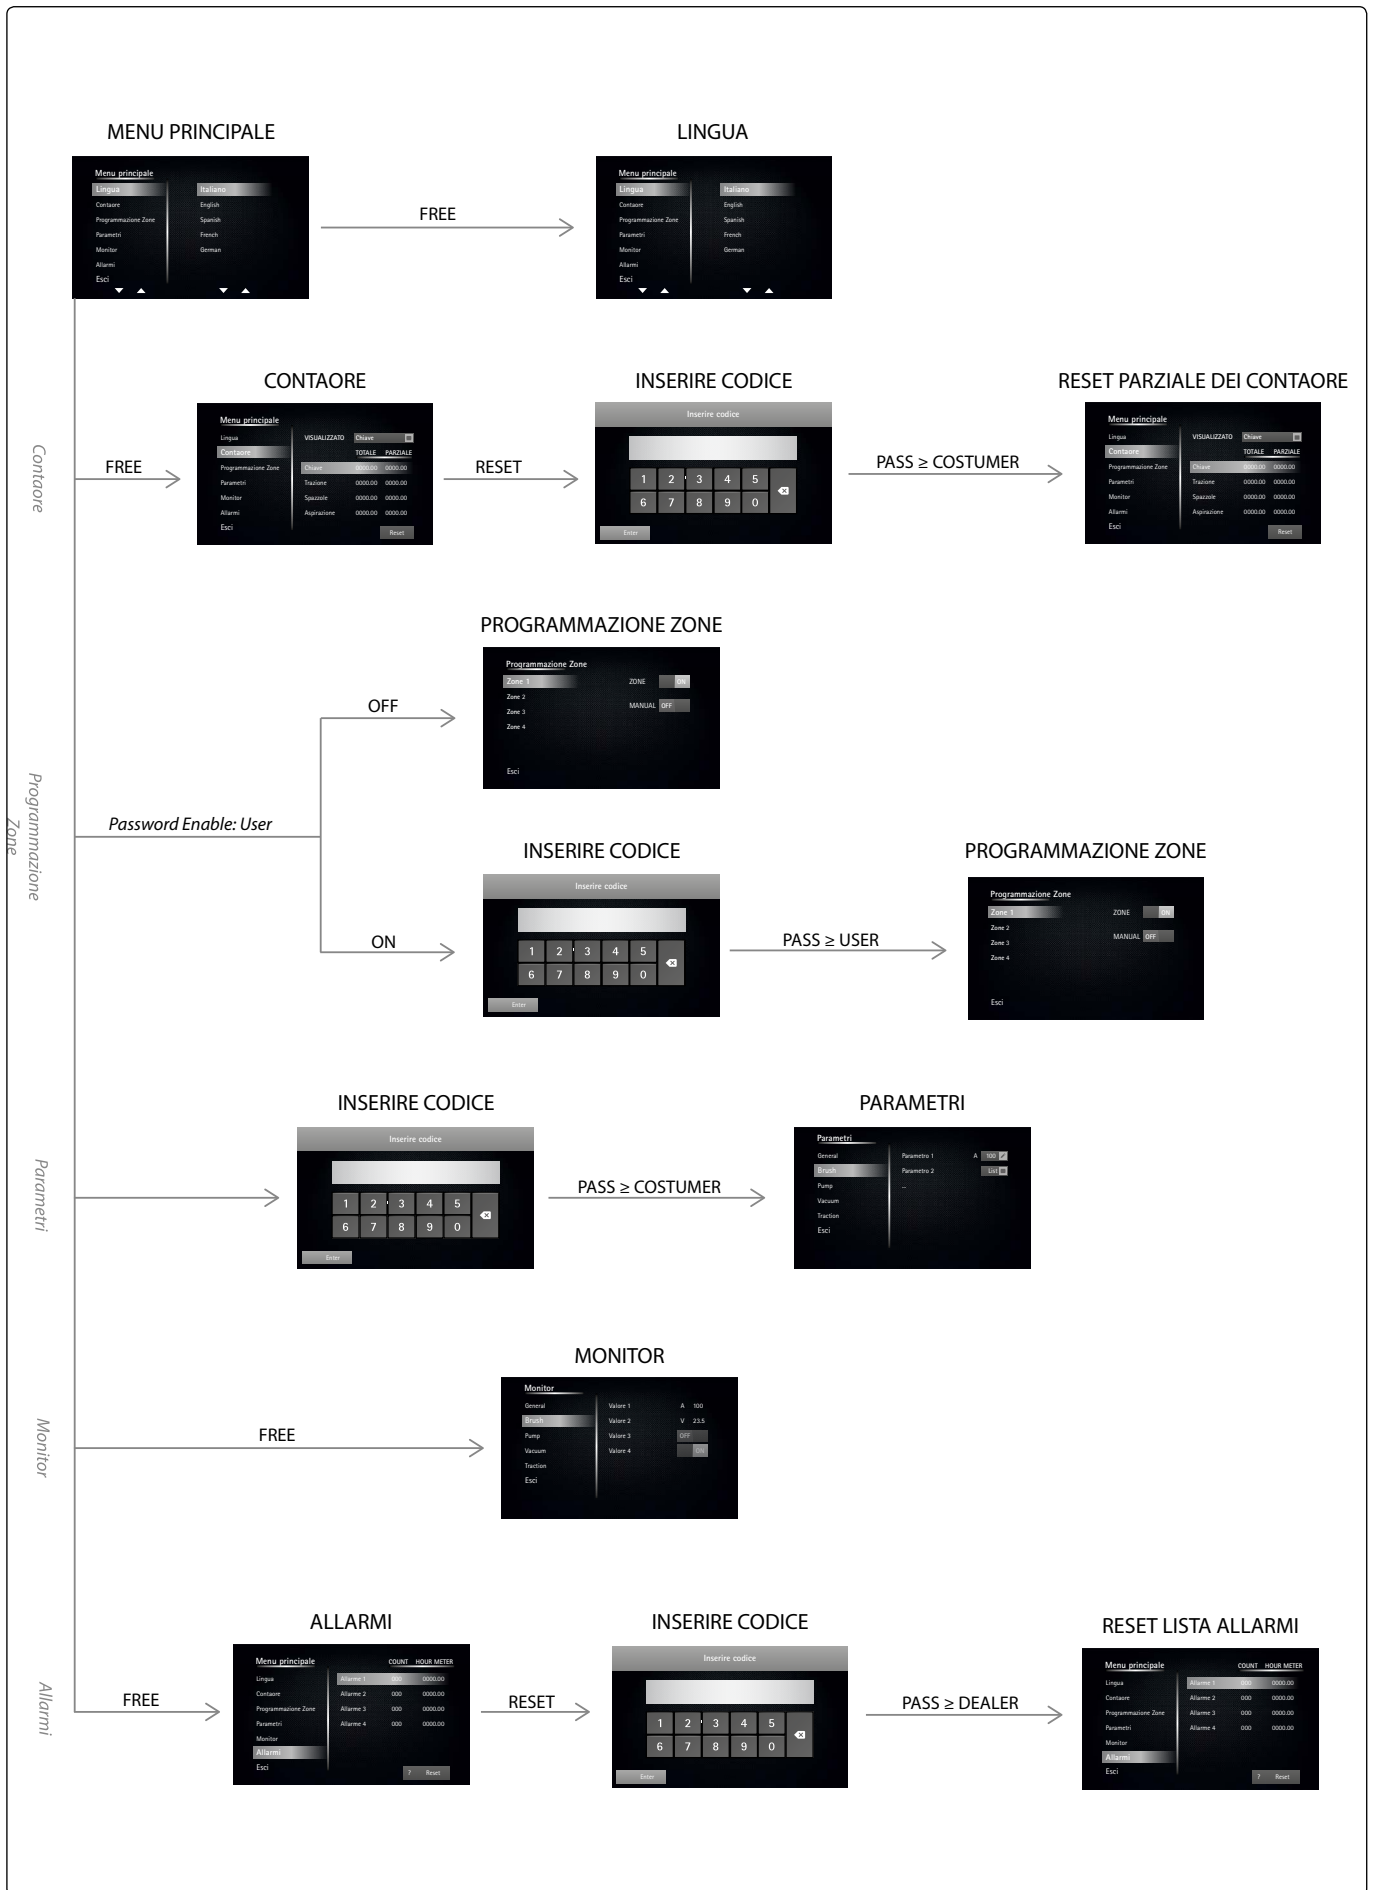 MENU PRINCIPALE
Menu principale
Lingua
Contaore
Programmazione Zone
Parametri
Monitor
Allarmi
Esci
Italiano
English
Spanish
French
German
FREE
LINGUA
Menu principale
Lingua
Contaore
Programmazione Zone
Parametri
Monitor
Allarmi
Esci
Italiano
English
Spanish
French
German
Contaore
FREE
CONTAORE
Menu principale
Lingua
Contaore
Programmazione Zone
Parametri
Monitor
Allarmi
Esci
VISUALIZZATO Chiave
TOTALE PARZIALE
Chiave 0000.00 0000.00
Trazione 0000.00 0000.00
Spazzole 0000.00 0000.00
Aspirazione 0000.00 0000.00
Reset
RESET
INSERIRE CODICE
Inserire codice
1 2 3 4 5
6 7 8 9 0
Enter
PASS ≥ COSTUMER
RESET PARZIALE DEI CONTAORE
Menu principale
Lingua
Contaore
Programmazione Zone
Parametri
Monitor
Allarmi
Esci
VISUALIZZATO Chiave
TOTALE PARZIALE
Chiave 0000.00 0000.00
Trazione 0000.00 0000.00
Spazzole 0000.00 0000.00
Aspirazione 0000.00 0000.00
Reset
Programmazione
Zone
Password Enable: User
OFF
PROGRAMMAZIONE ZONE
Programmazione Zone
Zone 1
Zone 2
Zone 3
Zone 4
Esci
ZONE ON
MANUAL OFF
ON
INSERIRE CODICE
Inserire codice
1 2 3 4 5
6 7 8 9 0
Enter
PASS ≥ USER
PROGRAMMAZIONE ZONE
Programmazione Zone
Zone 1
Zone 2
Zone 3
Zone 4
Esci
ZONE ON
MANUAL OFF
Parametri
INSERIRE CODICE
Inserire codice
1 2 3 4 5
6 7 8 9 0
Enter
PASS ≥ COSTUMER
PARAMETRI
Parametri
General
Brush
Pump
Vacuum
Traction
Esci
Parametro 1 A 100
Parametro 2 List
...
Monitor
FREE
MONITOR
Monitor
General
Brush
Pump
Vacuum
Traction
Esci
Valore 1 A 100
Valore 2 V 23.5
Valore 3 OFF
Valore 4 ON
Allarmi
FREE
ALLARMI
Menu principale
Lingua
Contaore
Programmazione Zone
Parametri
Monitor
Allarmi
Esci
COUNT HOUR METER
Allarme 1 000 0000.00
Allarme 2 000 0000.00
Allarme 3 000 0000.00
Allarme 4 000 0000.00
? Reset
RESET
INSERIRE CODICE
Inserire codice
1 2 3 4 5
6 7 8 9 0
Enter
PASS ≥ DEALER
RESET LISTA ALLARMI
Menu principale
Lingua
Contaore
Programmazione Zone
Parametri
Monitor
Allarmi
Esci
COUNT HOUR METER
Allarme 1 000 0000.00
Allarme 2 000 0000.00
Allarme 3 000 0000.00
Allarme 4 000 0000.00
? Reset